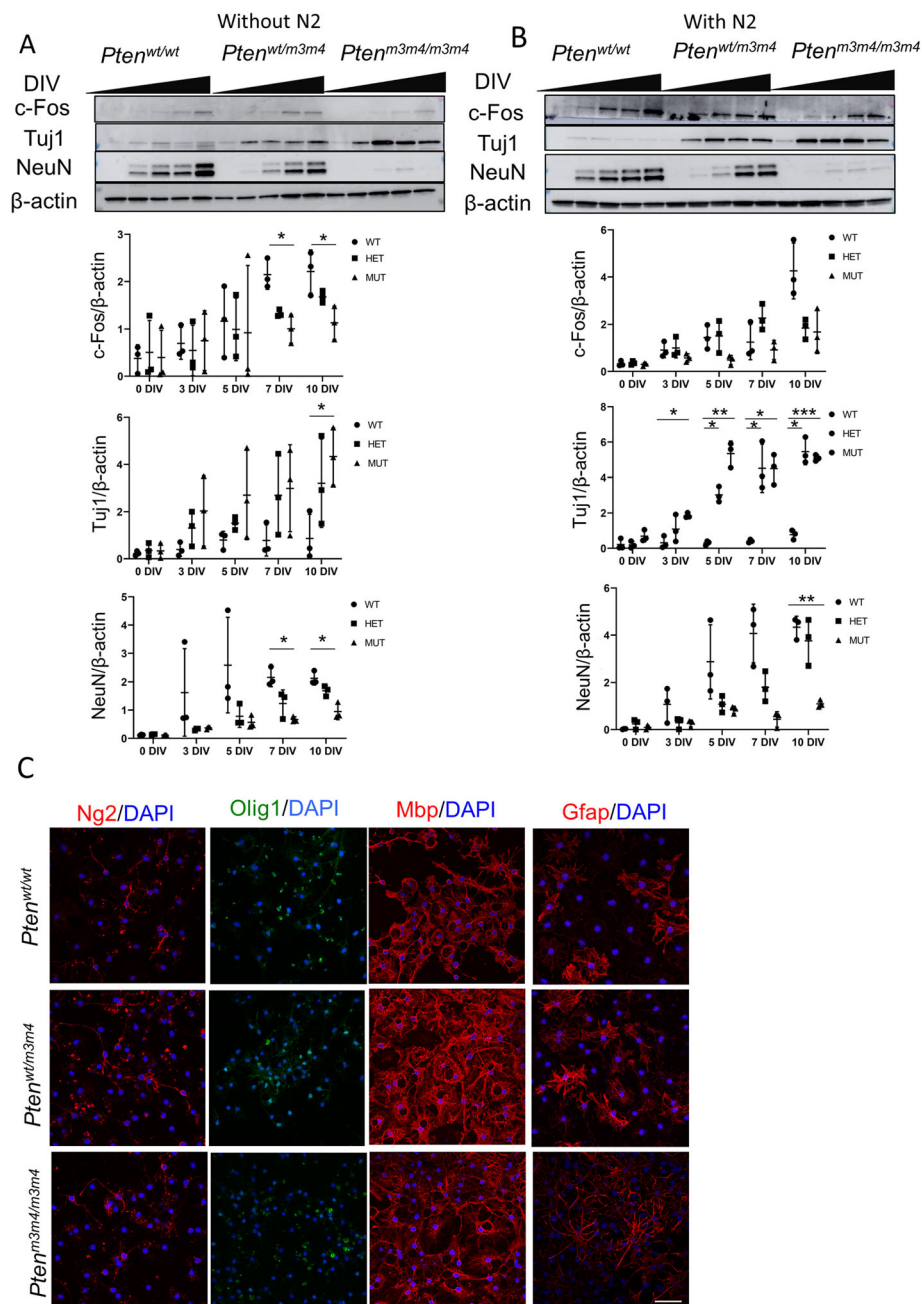 A
Without N2
Pten^wt/wt Pten^wt/m3m4 Pten^m3m4/m3m4
DIV
c-Fos
Tuj1
NeuN
β-actin
c-Fos/β-actin
3
2
1
0
* *
WT
HET
MUT
0 DIV 3 DIV 5 DIV 7 DIV 10 DIV
Tuj1/β-actin
6
4
2
0
*
WT
HET
MUT
0 DIV 3 DIV 5 DIV 7 DIV 10 DIV
NeuN/β-actin
5
4
3
2
1
0
* *
WT
HET
MUT
0 DIV 3 DIV 5 DIV 7 DIV 10 DIV
B
With N2
Pten^wt/wt Pten^wt/m3m4 Pten^m3m4/m3m4
DIV
c-Fos
Tuj1
NeuN
β-actin
c-Fos/β-actin
6
4
2
0
WT
HET
MUT
0 DIV 3 DIV 5 DIV 7 DIV 10 DIV
Tuj1/β-actin
8
6
4
2
0
* ** * ***
* * *
WT
HET
MUT
0 DIV 3 DIV 5 DIV 7 DIV 10 DIV
NeuN/β-actin
6
4
2
0
**
WT
HET
MUT
0 DIV 3 DIV 5 DIV 7 DIV 10 DIV
C
Ng2/DAPI Olig1/DAPI Mbp/DAPI Gfap/DAPI
Pten^wt/wt
Pten^wt/m3m4
Pten^m3m4/m3m4